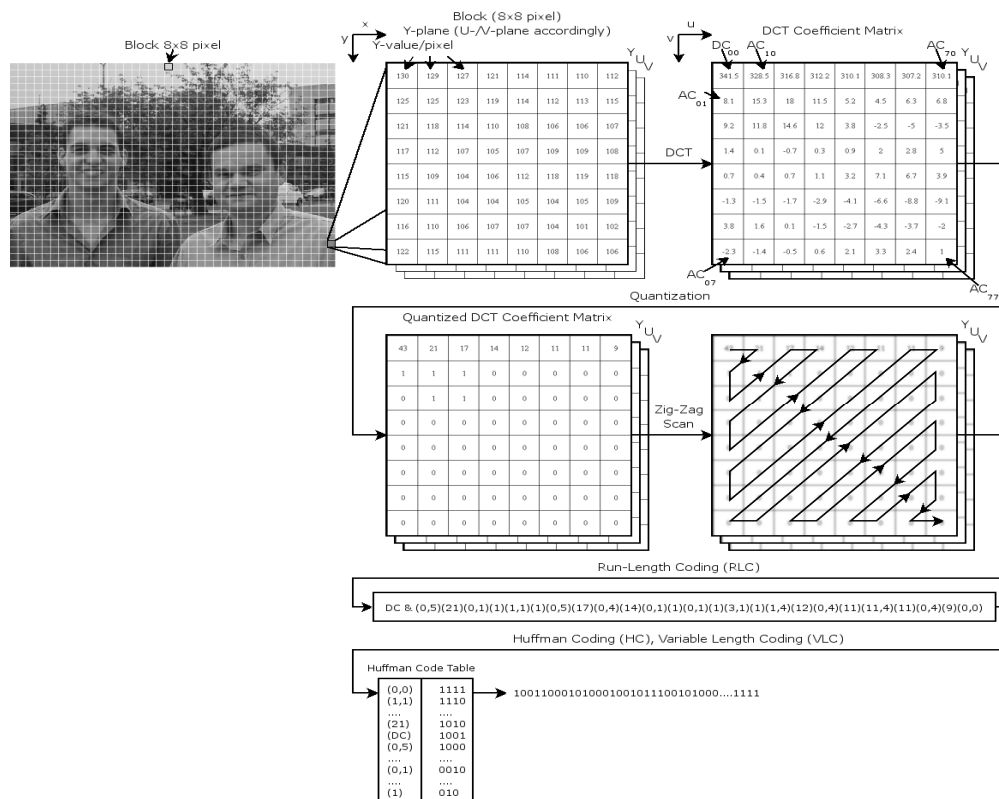 Block 8×8 pixel
x
y
Block (8×8 pixel)
Y-plane (U-/V-plane accordingly)
Y-value/pixel
Y
U
V
130 129 127 121 114 111 110 112
125 125 123 119 114 112 113 115
121 118 114 110 108 106 106 107
117 112 107 105 107 109 109 108
115 109 104 106 112 118 119 118
120 111 104 104 105 104 105 109
116 110 106 107 107 104 101 102
122 115 111 110 111 108 106 106
DCT
u
v
DCT Coefficient Matrix
DC00
AC10
AC70
Y
U
V
AC01
341.5 328.5 316.8 312.2 310.1 308.3 307.2 310.1
8.1 15.3 18 11.5 5.2 4.5 6.3 6.8
9.2 11.8 14.6 12 3.8 -2.5 -5 -3.5
1.4 0.1 -0.7 0.3 0.9 2 2.8 5
0.7 0.4 0.7 1.1 3.2 7.1 6.7 3.9
-1.3 -1.5 -1.7 -2.9 -4.1 -6.6 -8.8 -9.1
3.8 1.6 0.1 -1.5 -2.7 -4.3 -3.7 -2
-2.3 -1.4 -0.5 0.6 2.1 3.3 2.4 1
AC07
AC77
Quantization
Quantized DCT Coefficient Matrix
Y
U
V
43 21 17 14 12 11 11 9
1 1 1 0 0 0 0 0
0 1 1 0 0 0 0 0
0 0 0 0 0 0 0 0
0 0 0 0 0 0 0 0
0 0 0 0 0 0 0 0
0 0 0 0 0 0 0 0
0 0 0 0 0 0 0 0
Zig-Zag
Scan
Y
U
V
Run-Length Coding (RLC)
DC & (0,5)(21)(0,1)(1)(1,1)(1)(0,5)(17)(0,4)(14)(0,1)(1)(0,1)(1)(3,1)(1)(1,4)(12)(0,4)(11)(11,4)(11)(0,4)(9)(0,0)
Huffman Coding (HC), Variable Length Coding (VLC)
Huffman Code Table
(0,0) 1111
(1,1) 1110
.... ....
(21) 1010
(DC) 1001
(0,5) 1000
.... ....
(0,1) 0010
.... ....
(1) 010
100110001010001001011100101000....1111